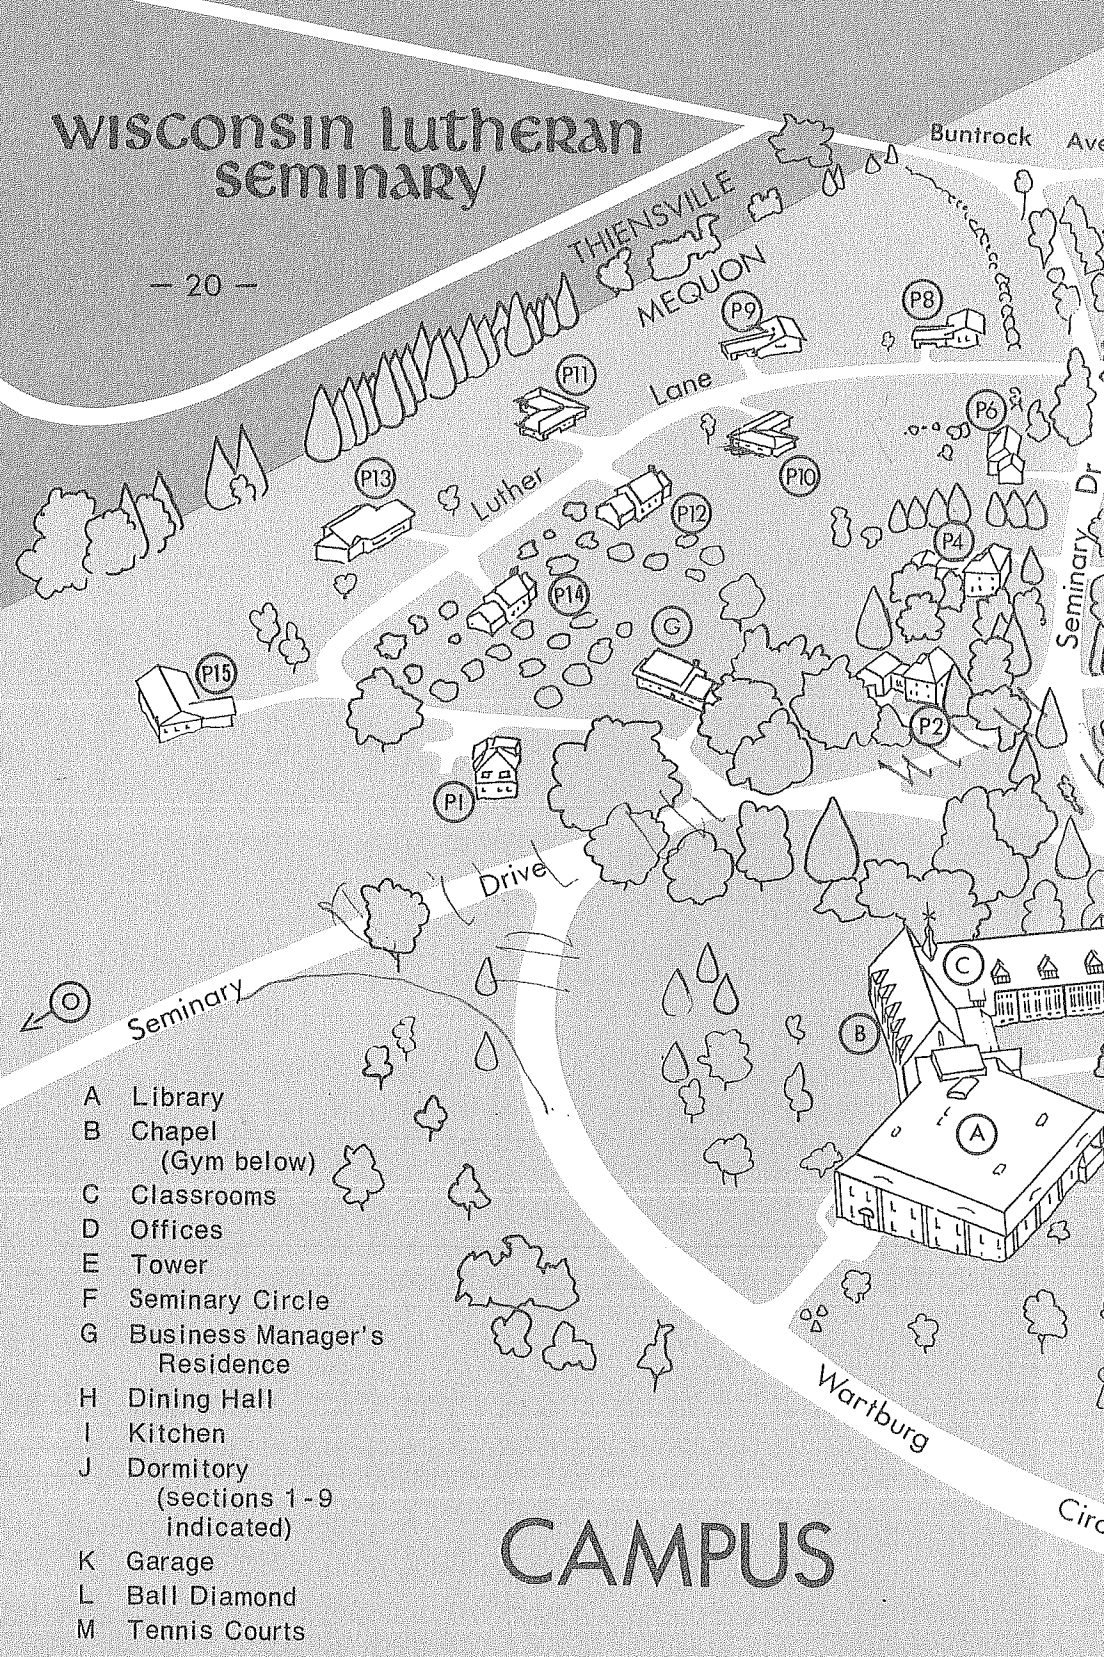 WISCONSIN LUTHERAN
SEMINARY
— 20 —
Buntrock Ave
THIENSVILLE
MEQUON
P9
P8
P11
Lane
P6
P13
Luther
P10
P12
Dr
P4
P14
G
Seminary
P15
P2
P1
Drive
C
O
Seminary
B
A
A Library
B Chapel
(Gym below)
C Classrooms
D Offices
E Tower
F Seminary Circle
G Business Manager's
Residence
H Dining Hall
I Kitchen
J Dormitory
(sections 1-9
indicated)
K Garage
L Ball Diamond
M Tennis Courts
Wartburg
Circ
CAMPUS